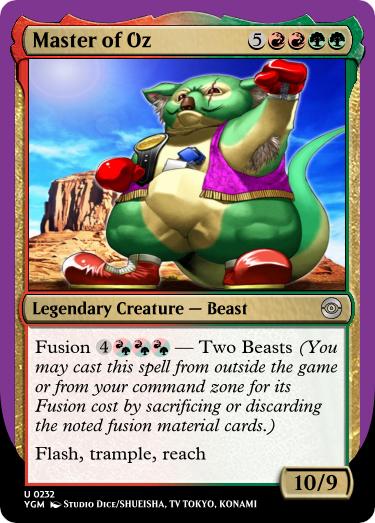 Master of Oz 5
Legendary Creature — Beast
Fusion 4 — Two Beasts (You
may cast this spell from outside the game
or from your command zone for its
Fusion cost by sacrificing or discarding
the noted fusion material cards.)
Flash, trample, reach
10/9
U 0232
YGM STUDIO DICE/SHUEISHA, TV TOKYO, KONAMI